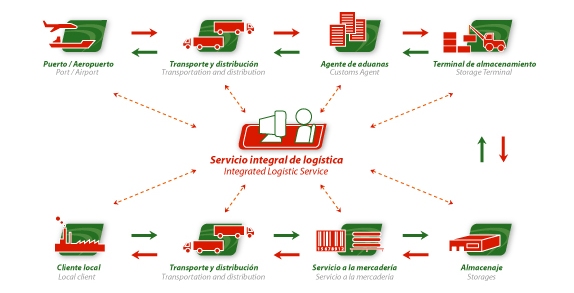 Puerto / Aeropuerto
Port / Airport
Transporte y distribución
Transportation and distribution
Agente de aduanas
Customs Agent
Terminal de almacenamiento
Storage Terminal
Servicio integral de logística
Integrated Logistic Service
Cliente local
Local client
Transporte y distribución
Transportation and distribution
Servicio a la mercadería
Servicio a la mercadería
Almacenaje
Storages